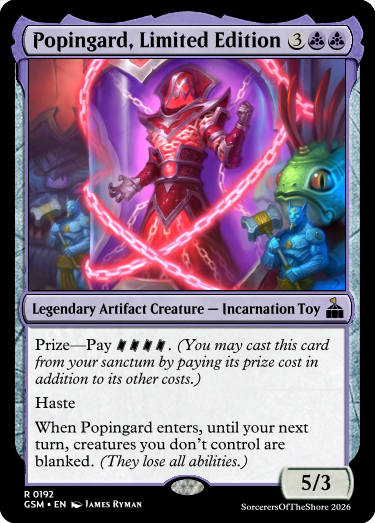 Popingard, Limited Edition 3
Legendary Artifact Creature — Incarnation Toy
Prize—Pay. (You may cast this card
from your sanctum by paying its prize cost in
addition to its other costs.)
Haste
When Popingard enters, until your next
turn, creatures you don't control are
blanked. (They lose all abilities.)
5/3
R 0192
GSM • EN JAMES RYMAN
SorcerersOfTheShore 2026